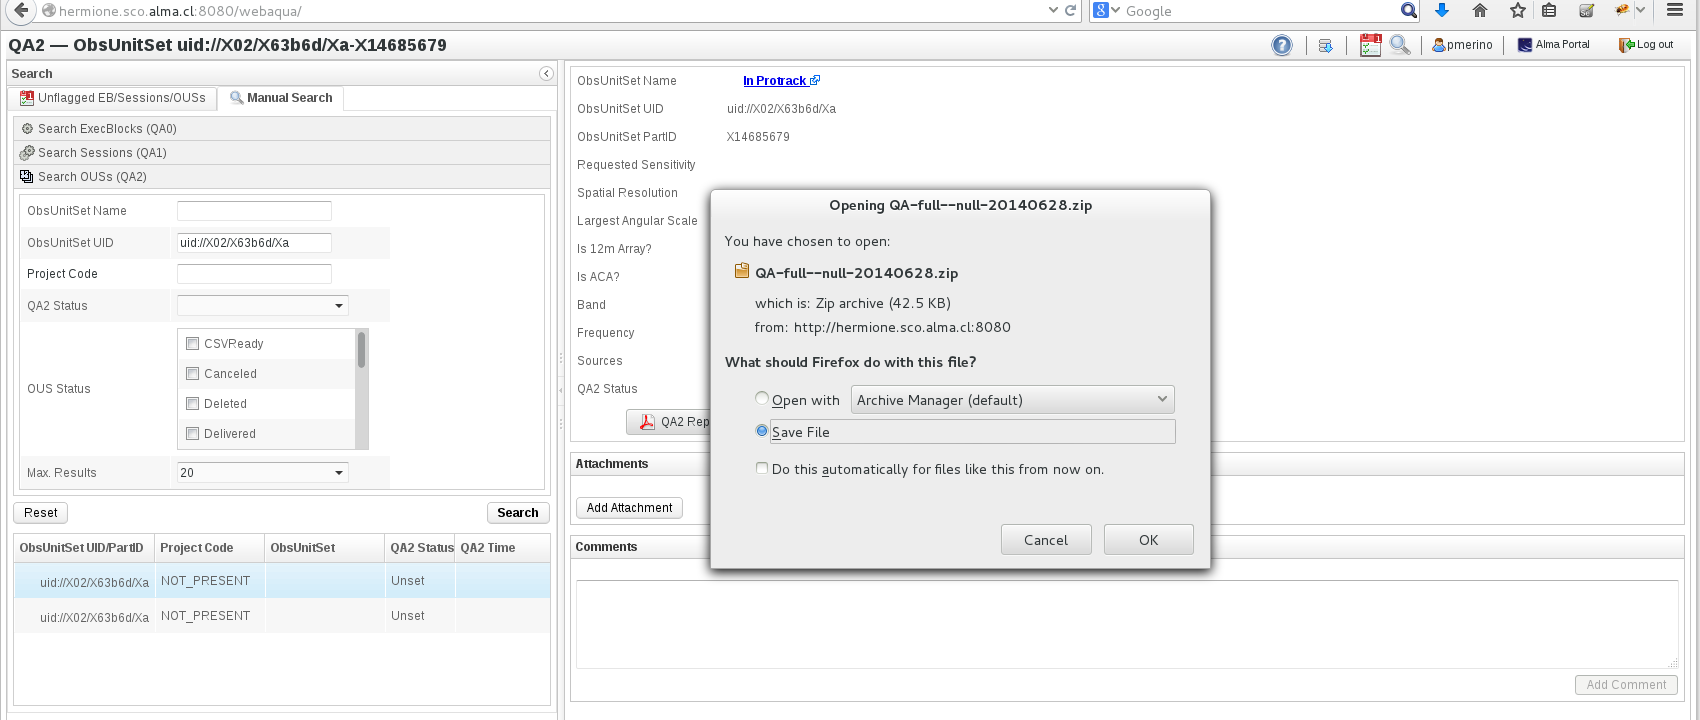 hermione.sco.alma.cl:8080/webaqua/
Google
QA2 — ObsUnitSet uid://X02/X63b6d/Xa-X14685679
pmerino
Alma Portal
Log out
Search
Unflagged EB/Sessions/OUSs
Manual Search
Search ExecBlocks (QA0)
Search Sessions (QA1)
Search OUSs (QA2)
ObsUnitSet Name
ObsUnitSet UID uid://X02/X63b6d/Xa
Project Code
QA2 Status
OUS Status
CSVReady
Canceled
Deleted
Delivered
Max. Results 20
Reset Search
ObsUnitSet UID/PartID Project Code ObsUnitSet QA2 Status QA2 Time
uid://X02/X63b6d/Xa NOT_PRESENT Unset
uid://X02/X63b6d/Xa NOT_PRESENT Unset
ObsUnitSet Name In Protrack
ObsUnitSet UID uid://X02/X63b6d/Xa
ObsUnitSet PartID X14685679
Requested Sensitivity
Spatial Resolution
Largest Angular Scale
Is 12m Array?
Is ACA?
Band
Frequency
Sources
QA2 Status
QA2 Rep
Attachments
Add Attachment
Comments
Add Comment
Opening QA-full--null-20140628.zip
You have chosen to open:
QA-full--null-20140628.zip
which is: Zip archive (42.5 KB)
from: http://hermione.sco.alma.cl:8080
What should Firefox do with this file?
Open with Archive Manager (default)
Save File
Do this automatically for files like this from now on.
Cancel OK